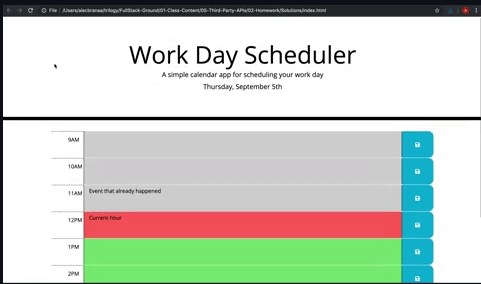 File | /Users/alecbransa/trilogy/FullStack-Ground/01-Class-Content/05-Third-Party-APIs/02-Homework/Solutions/index.html
Work Day Scheduler
A simple calendar app for scheduling your work day
Thursday, September 5th
9AM
10AM
11AM Event that already happened
12PM Current hour
1PM
2PM